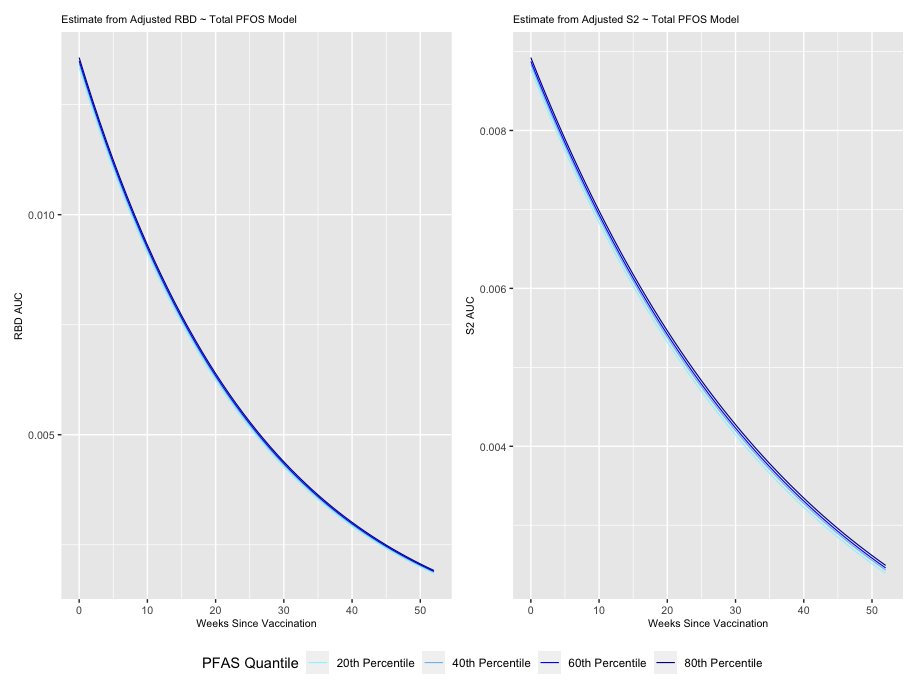 Estimate from Adjusted RBD ~ Total PFOS Model
RBD AUC
0.010
0.005
0 10 20 30 40 50
Weeks Since Vaccination
Estimate from Adjusted S2 ~ Total PFOS Model
S2 AUC
0.008
0.006
0.004
0 10 20 30 40 50
Weeks Since Vaccination
PFAS Quantile 20th Percentile 40th Percentile 60th Percentile 80th Percentile